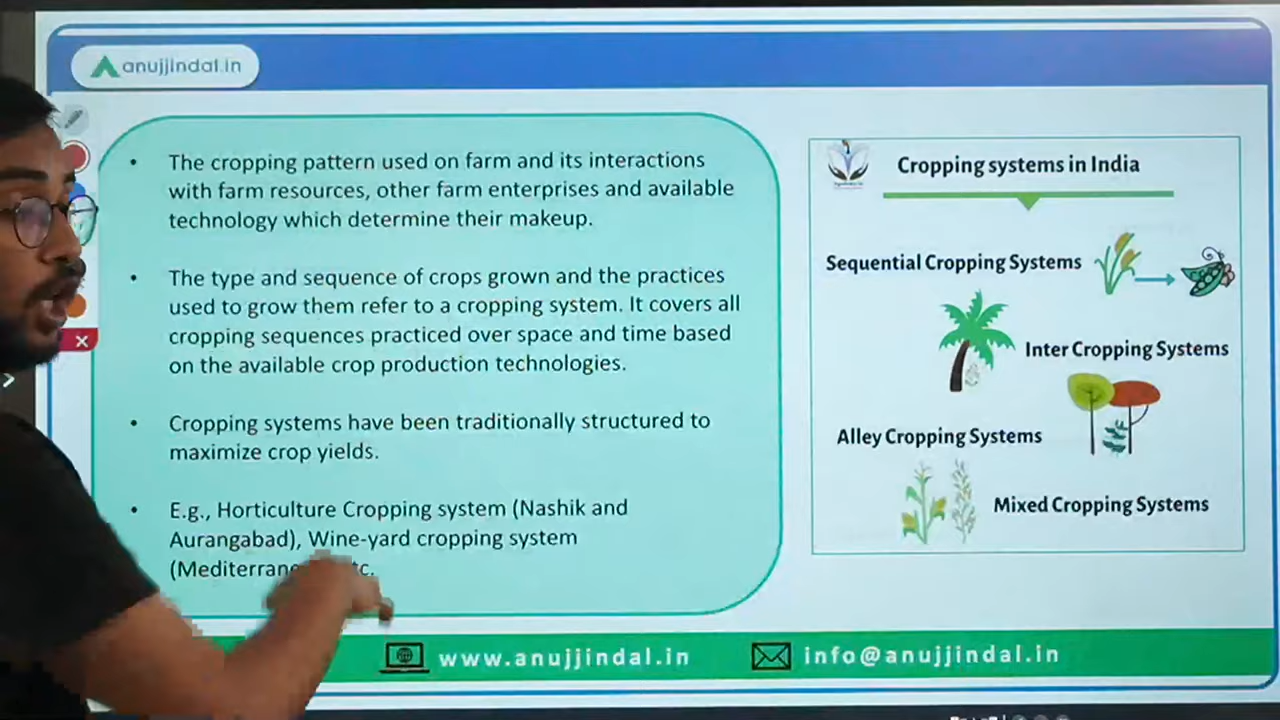 anujjindal.in
The cropping pattern used on farm and its interactions
with farm resources, other farm enterprises and available
technology which determine their makeup.
The type and sequence of crops grown and the practices
used to grow them refer to a cropping system. It covers all
cropping sequences practiced over space and time based
on the available crop production technologies.
Cropping systems have been traditionally structured to
maximize crop yields.
E.g., Horticulture Cropping system (Nashik and
Aurangabad), Wine-yard cropping system
Cropping systems in India
Sequential Cropping Systems
Inter Cropping Systems
Alley Cropping Systems
Mixed Cropping Systems
www.anujjindal.in
info@anujjindal.in